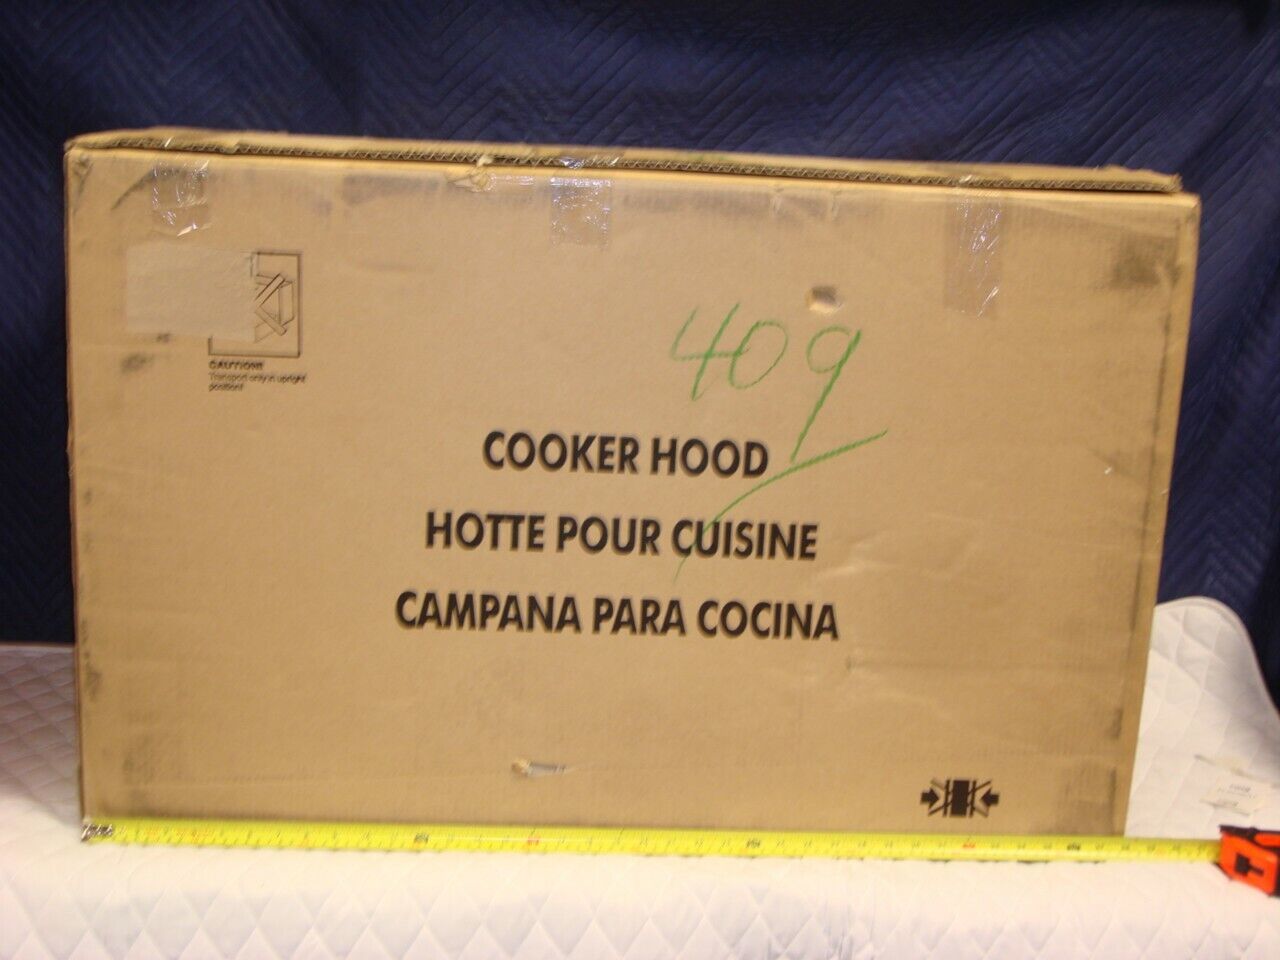 CAUTION!
Transport only in upright
position!
409
COOKER HOOD
HOTTE POUR CUISINE
CAMPANA PARA COCINA